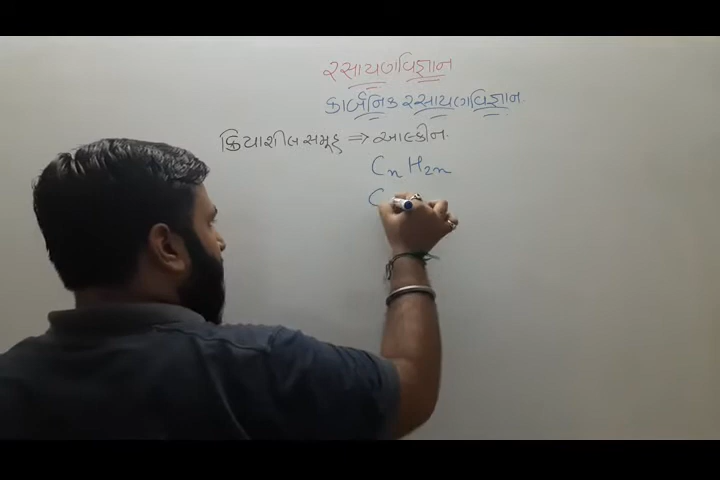 રસાયણવિજ્ઞાન
કાર્બનિક રસાયણવિજ્ઞાન.
ક્રિયાશીલ સમૂહ ⇒ આલ્કીન.
CnH2n
C